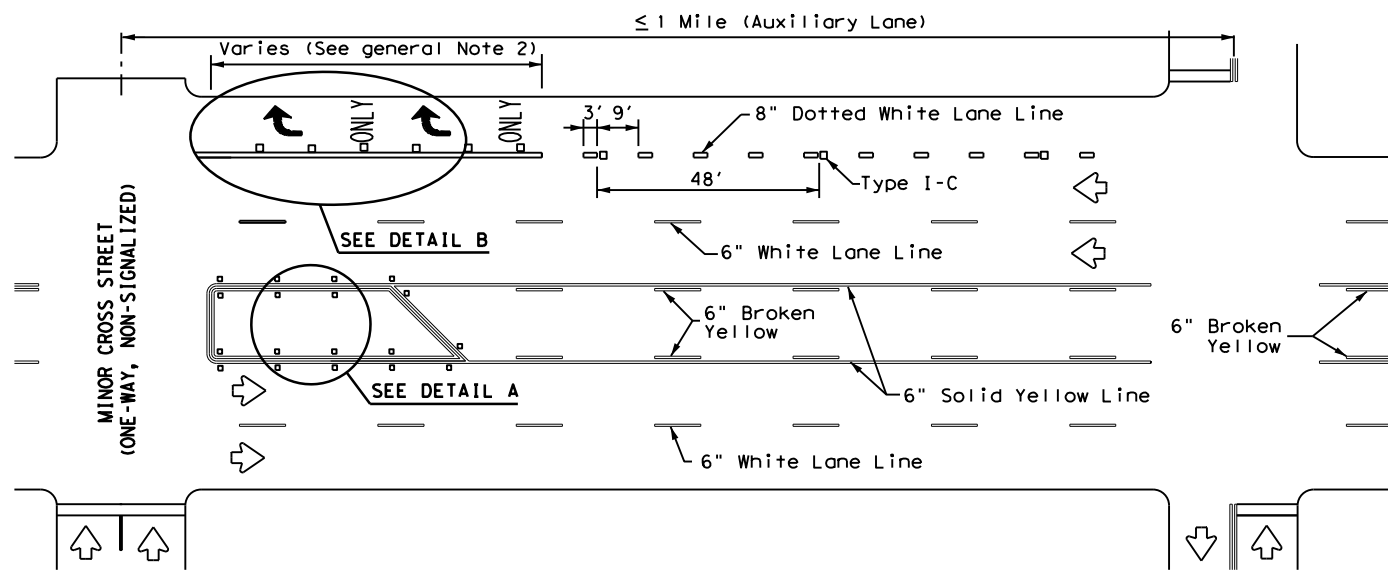 ≤ 1 Mile (Auxiliary Lane)
Varies (See general Note 2)
ONLY
ONLY
3' 9'
8" Dotted White Lane Line
48'
Type I-C
SEE DETAIL B
6" White Lane Line
MINOR CROSS STREET
(ONE-WAY, NON-SIGNALIZED)
6" Broken
Yellow
6" Broken
Yellow
SEE DETAIL A
6" Solid Yellow Line
6" White Lane Line